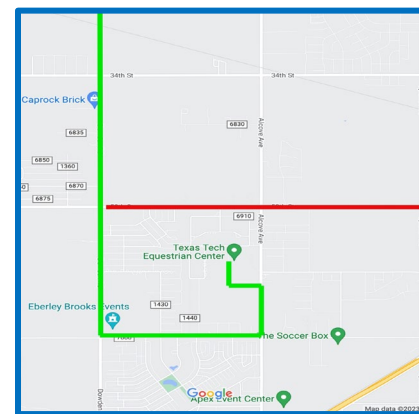 34th St
34th St
Caprock Brick
6835
6830
Alcove Ave
6850
1360
6870
6875
6910
Alcove Ave
Texas Tech
Equestrian Center
Eberley Brooks Events
1430
1440
The Soccer Box
Google
Apex Event Center
Map data ©2023